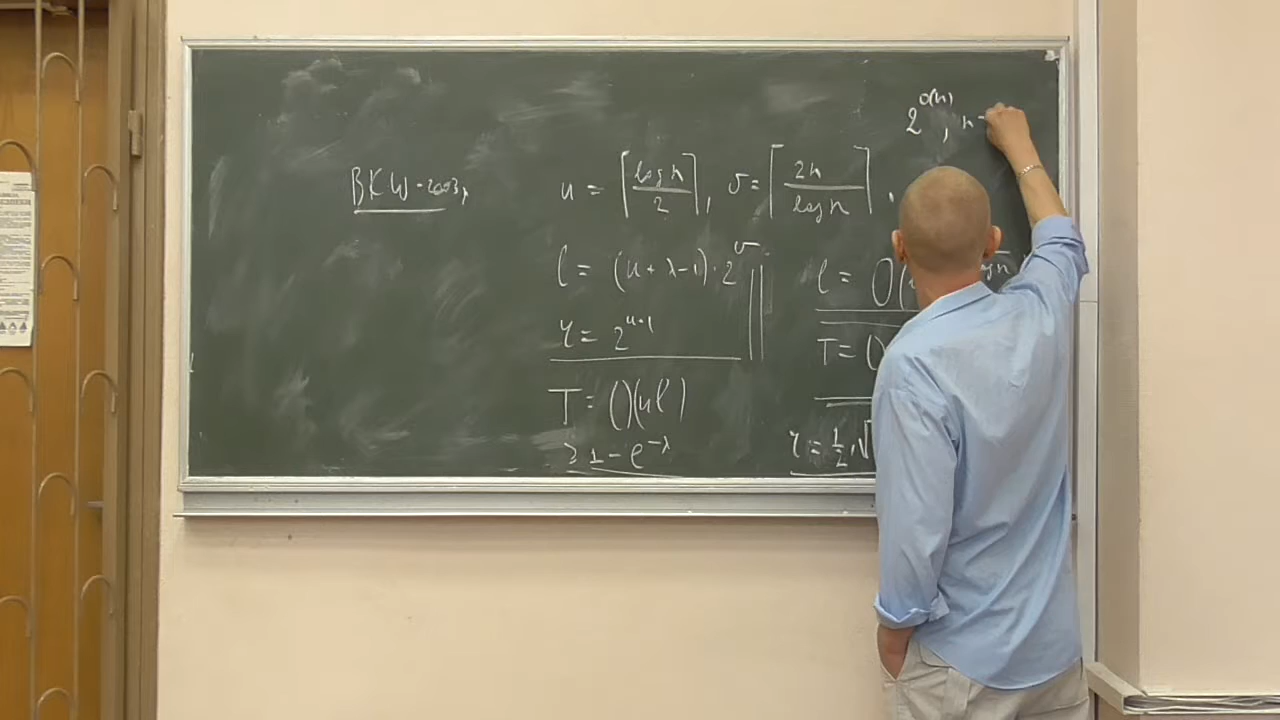 2^{o(n)}, n →
BKW-2003, u = ⌈log n / 2⌉, v = ⌈2n / log n⌉,
l = (u + λ - 1) · 2^v
l = O(
r = 2^{u-1}
T = O(
T = O(ul)
≥ 1 - e^{-λ}
r = 1/2 · √